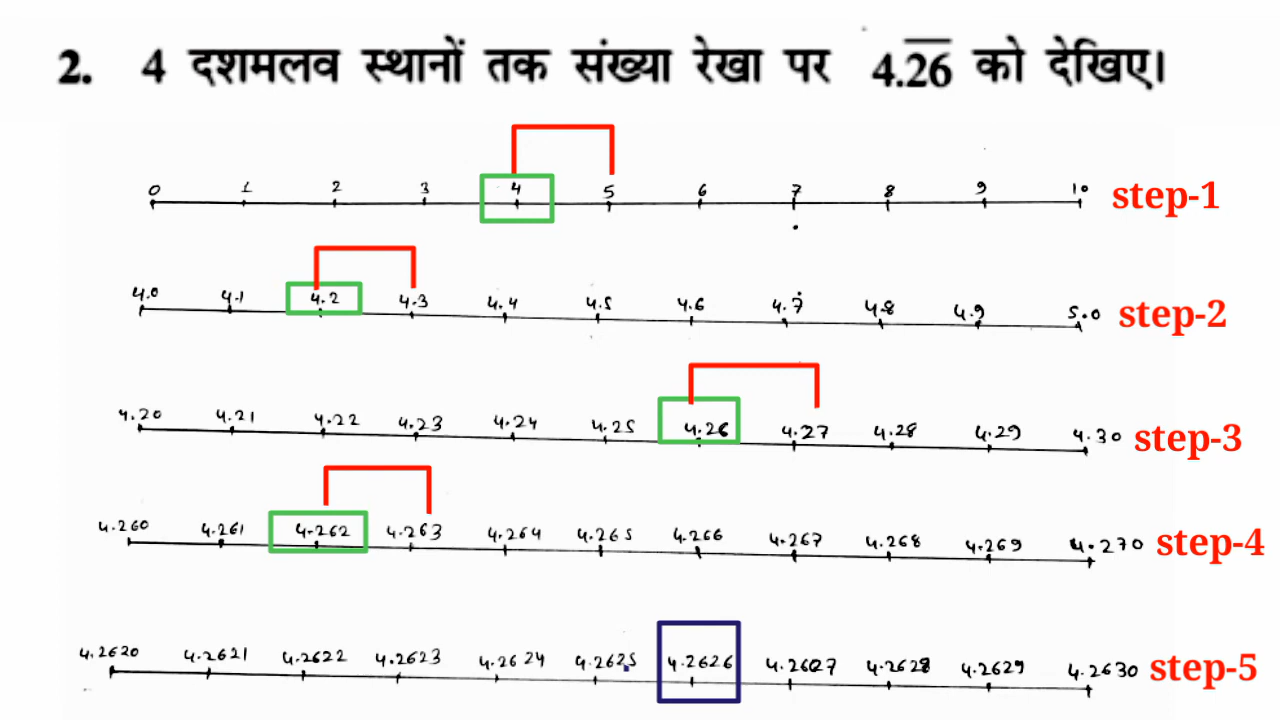 2. 4 दशमलव स्थानों तक संख्या रेखा पर 4.2̅6̅ को देखिए।
0 1 2 3 4 5 6 7 8 9 10 step-1
4.0 4.1 4.2 4.3 4.4 4.5 4.6 4.7 4.8 4.9 5.0 step-2
4.20 4.21 4.22 4.23 4.24 4.25 4.26 4.27 4.28 4.29 4.30 step-3
4.260 4.261 4.262 4.263 4.264 4.265 4.266 4.267 4.268 4.269 4.270 step-4
4.2620 4.2621 4.2622 4.2623 4.2624 4.2625 4.2626 4.2627 4.2628 4.2629 4.2630 step-5